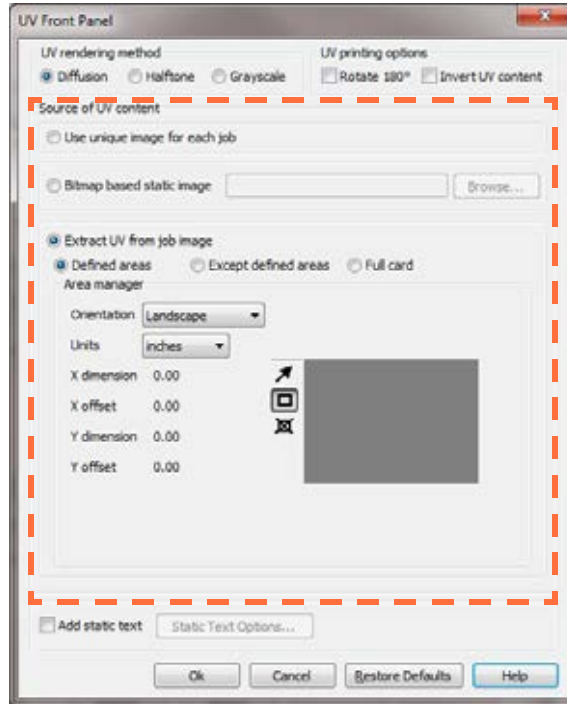 UV Front Panel
UV rendering method
UV printing options
Diffusion Halftone Grayscale
Rotate 180° Invert UV content
Source of UV content
Use unique image for each job
Bitmap based static image Browse...
Extract UV from job image
Defined areas Except defined areas Full card
Area manager
Orientation Landscape
Units inches
X dimension 0.00
X offset 0.00
Y dimension 0.00
Y offset 0.00
Add static text Static Text Options...
Ok Cancel Restore Defaults Help